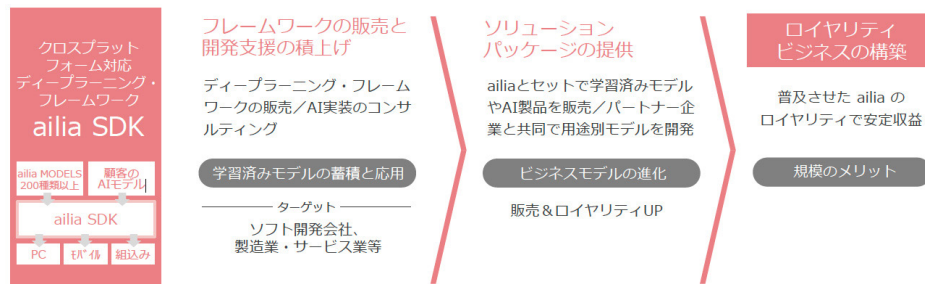 クロスプラット
フォーム対応
ディープラーニング・
フレームワーク
ailia SDK
ailia MODELS
200種類以上
顧客の
AIモデル
ailia SDK
PC
ﾓﾊﾞｲﾙ
組込み
フレームワークの販売と
開発支援の積上げ
ディープラーニング・フレーム
ワークの販売／AI実装のコンサ
ルティング
学習済みモデルの蓄積と応用
ターゲット
ソフト開発会社、
製造業・サービス業等
ソリューション
パッケージの提供
ailiaとセットで学習済みモデル
やAI製品を販売／パートナー企
業と共同で用途別モデルを開発
ビジネスモデルの進化
販売＆ロイヤリティUP
ロイヤリティ
ビジネスの構築
普及させた ailia の
ロイヤリティで安定収益
規模のメリット